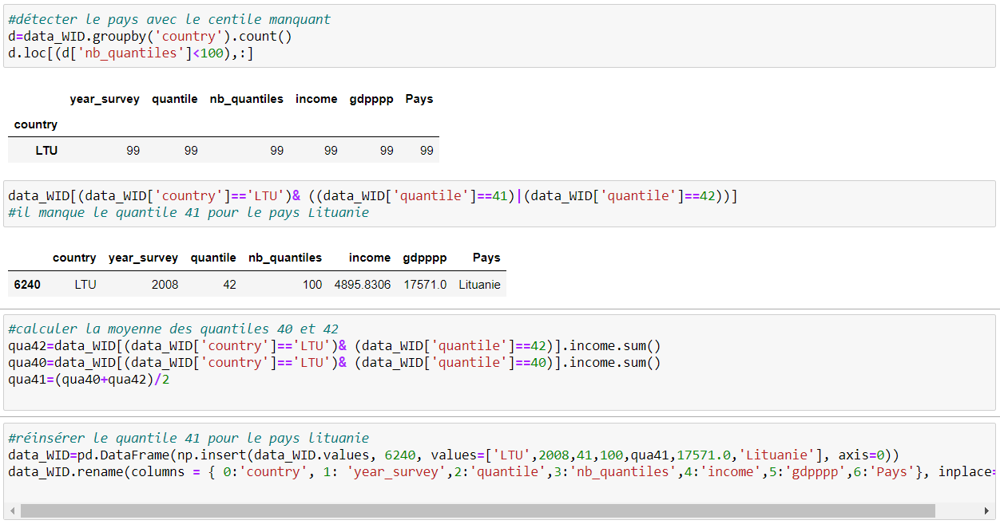 #détecter le pays avec le centile manquant
d=data_WID.groupby('country').count()
d.loc[(d['nb_quantiles']<100),:]
year_survey quantile nb_quantiles income gdpppp Pays
country
LTU 99 99 99 99 99 99
data_WID[(data_WID['country']=='LTU')& ((data_WID['quantile']==41)|(data_WID['quantile']==42))]
#il manque le quantile 41 pour le pays Lituanie
country year_survey quantile nb_quantiles income gdpppp Pays
6240 LTU 2008 42 100 4895.8306 17571.0 Lituanie
#calculer la moyenne des quantiles 40 et 42
qua42=data_WID[(data_WID['country']=='LTU')& (data_WID['quantile']==42)].income.sum()
qua40=data_WID[(data_WID['country']=='LTU')& (data_WID['quantile']==40)].income.sum()
qua41=(qua40+qua42)/2
#réinsérer le quantile 41 pour le pays lituanie
data_WID=pd.DataFrame(np.insert(data_WID.values, 6240, values=['LTU',2008,41,100,qua41,17571.0,'Lituanie'], axis=0))
data_WID.rename(columns = { 0:'country', 1: 'year_survey',2:'quantile',3:'nb_quantiles',4:'income',5:'gdpppp',6:'Pays'}, inplace=